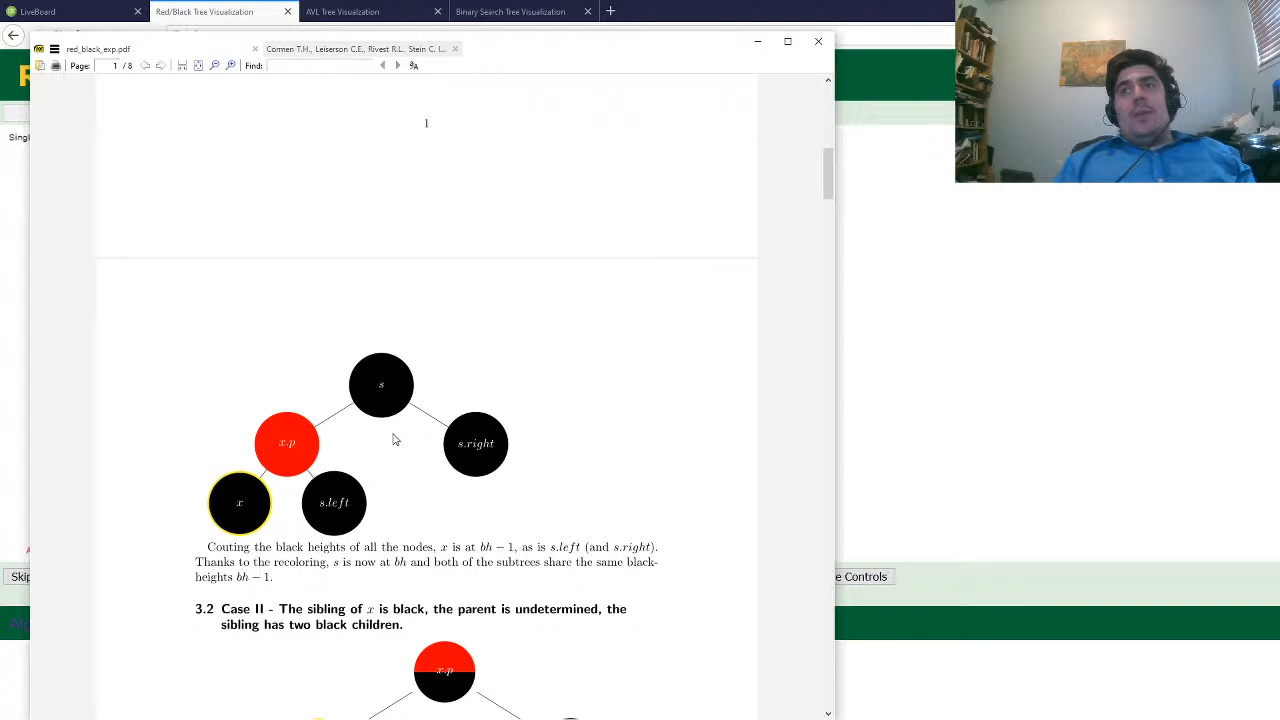 LiveBoard
Red/Black Tree Visualization
AVL Tree Visualzation
Binary Search Tree Visualization
red_black_exp.pdf
Cormen T.H., Leiserson C.E., Rivest R.L., Stein C. I...
Page: 1 / 8
Find:
Singl
1
s
x.p
s.right
x
s.left
Couting the black heights of all the nodes, x is at bh − 1, as is s.left (and s.right).
Thanks to the recoloring, s is now at bh and both of the subtrees share the same black-
heights bh − 1.
3.2 Case II - The sibling of x is black, the parent is undetermined, the
sibling has two black children.
x.p
Skip
e Controls